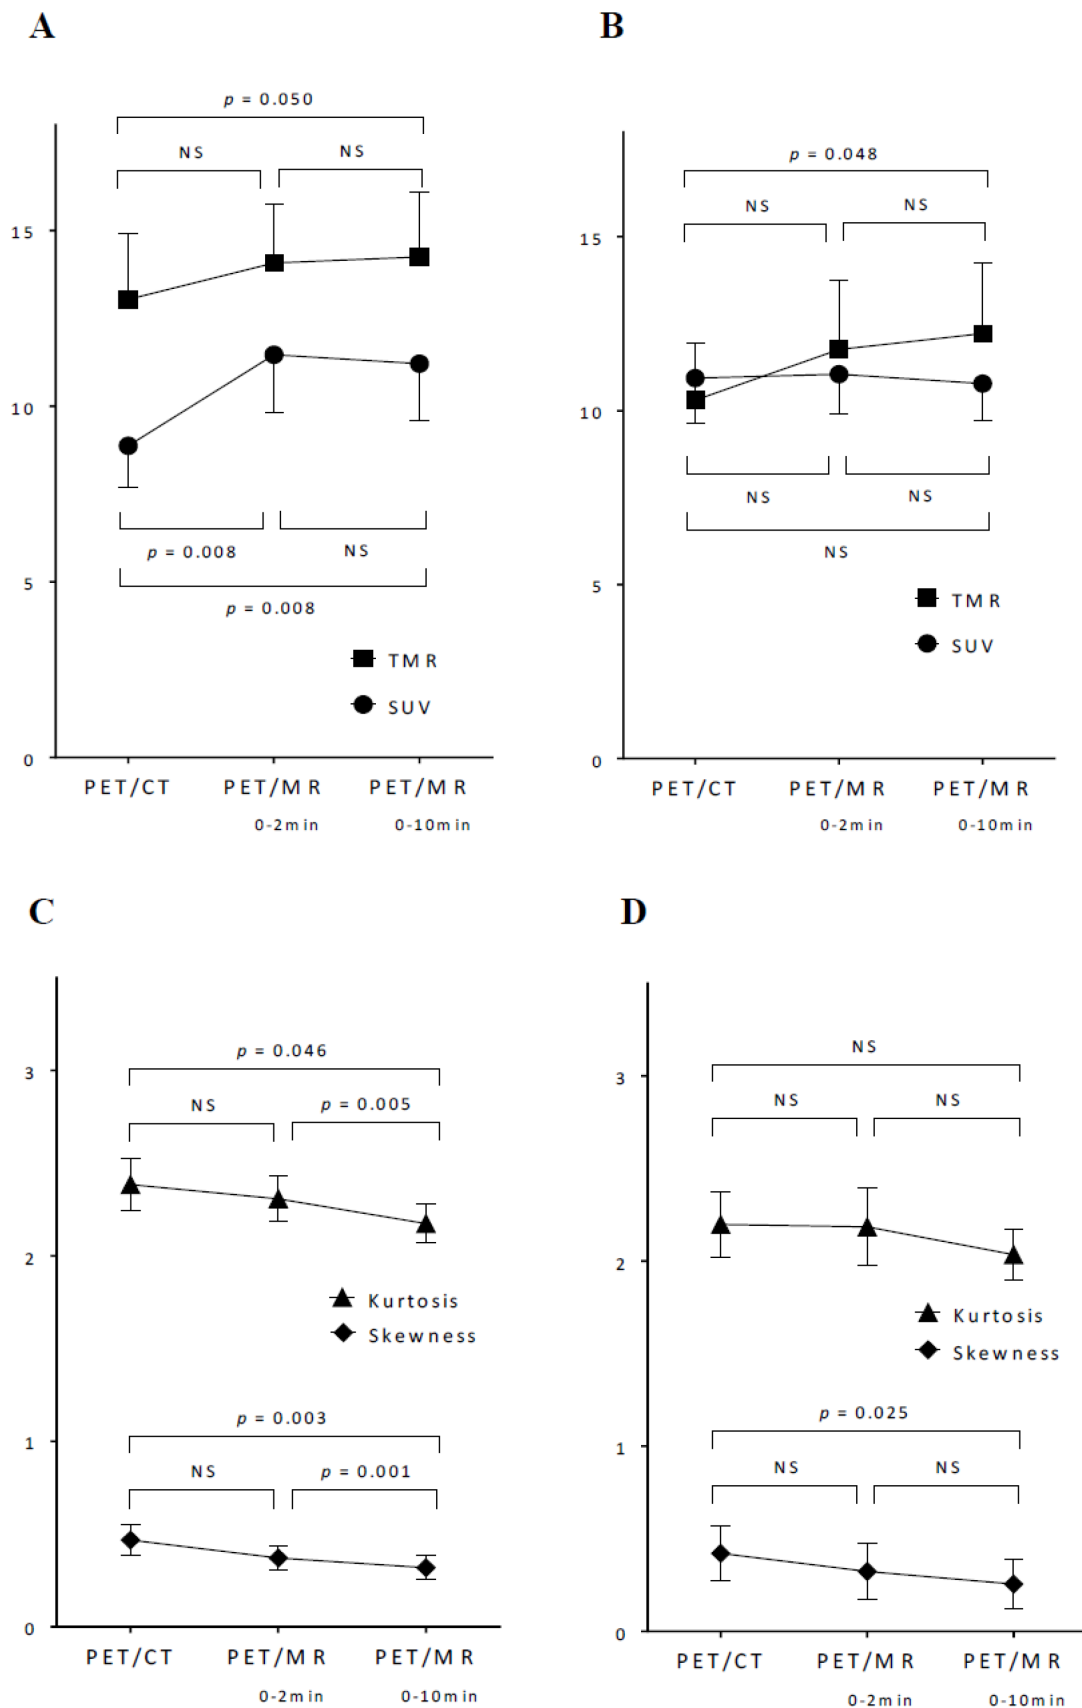 A
p = 0.050
NS NS
15
10
5
0
p = 0.008 NS
p = 0.008
TMR
SUV
PET/CT PET/MR PET/MR
0-2min 0-10min
B
p = 0.048
NS NS
15
10
5
0
NS NS
NS
TMR
SUV
PET/CT PET/MR PET/MR
0-2min 0-10min
C
p = 0.046
NS p = 0.005
3
2
1
0
Kurtosis
Skewness
p = 0.003
NS p = 0.001
PET/CT PET/MR PET/MR
0-2min 0-10min
D
NS
NS NS
3
2
1
0
Kurtosis
Skewness
p = 0.025
NS NS
PET/CT PET/MR PET/MR
0-2min 0-10min